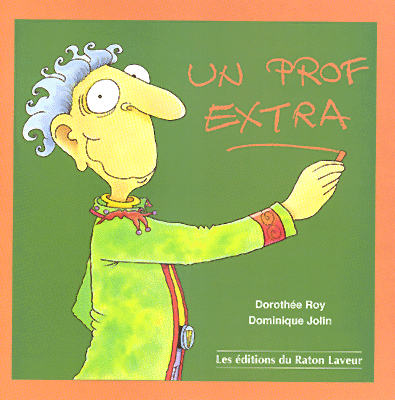 UN PROF
EXTRA
Dorothée Roy
Dominique Jolin
Les éditions du Raton Laveur